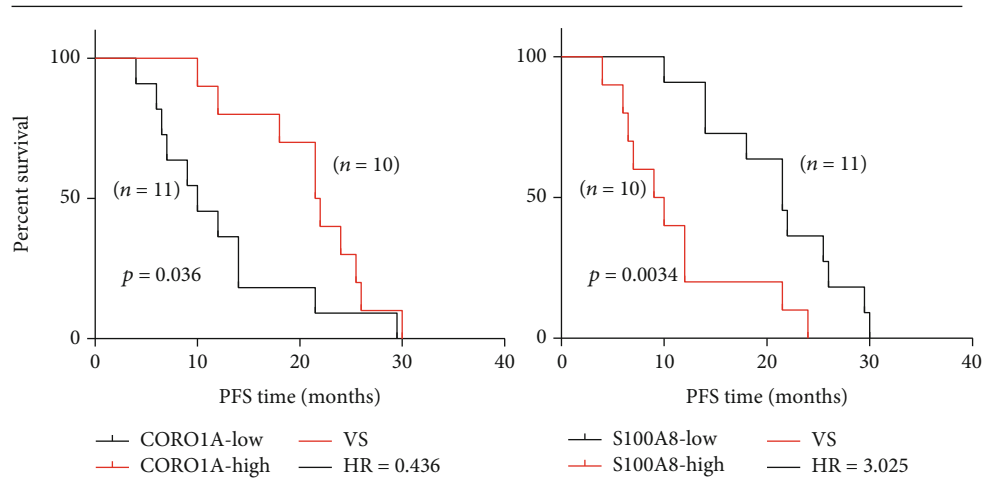 Percent survival
100
50
0
(n = 11)
(n = 10)
p = 0.036
0 10 20 30 40
PFS time (months)
CORO1A-low VS
CORO1A-high HR = 0.436
100
50
0
(n = 11)
(n = 10)
p = 0.0034
0 10 20 30 40
PFS time (months)
S100A8-low VS
S100A8-high HR = 3.025